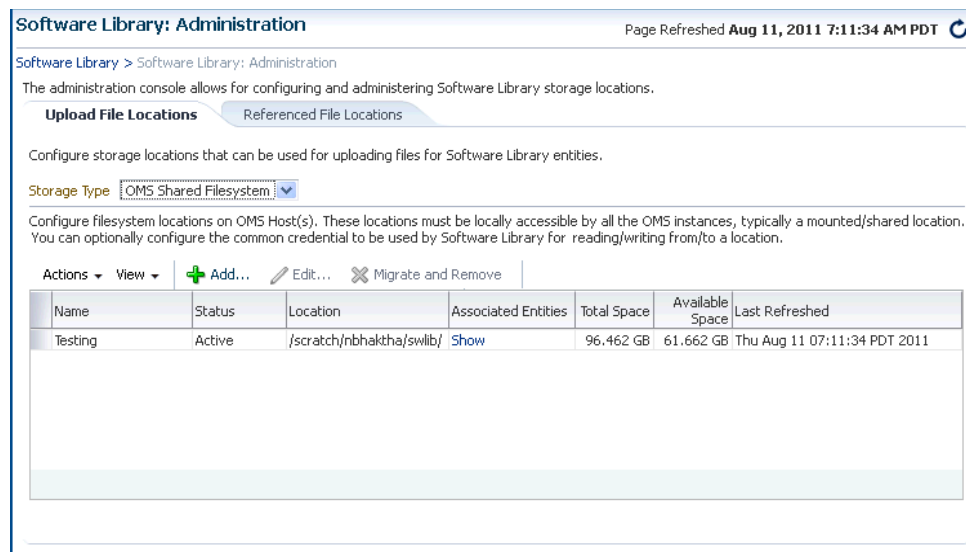 Software Library: Administration
Page Refreshed Aug 11, 2011 7:11:34 AM PDT
Software Library > Software Library: Administration
The administration console allows for configuring and administering Software Library storage locations.
Upload File Locations Referenced File Locations
Configure storage locations that can be used for uploading files for Software Library entities.
Storage Type OMS Shared Filesystem
Configure filesystem locations on OMS Host(s). These locations must be locally accessible by all the OMS instances, typically a mounted/shared location.
You can optionally configure the common credential to be used by Software Library for reading/writing from/to a location.
Actions View Add... Edit... Migrate and Remove
Name Status Location Associated Entities Total Space Available Space Last Refreshed
Testing Active /scratch/nbhaktha/swlib/ Show 96.462 GB 61.662 GB Thu Aug 11 07:11:34 PDT 2011